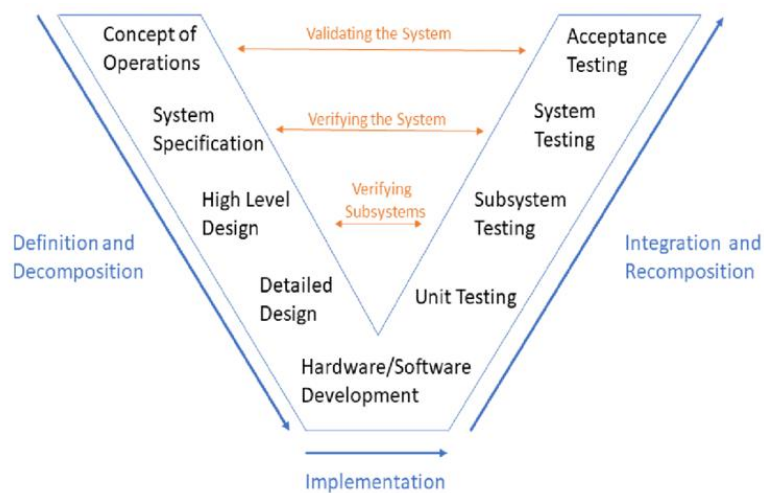 Concept of
Operations
Validating the System
Acceptance
Testing
System
Specification
Verifying the System
System
Testing
High Level
Design
Verifying
Subsystems
Subsystem
Testing
Definition and
Decomposition
Integration and
Recomposition
Detailed
Design
Unit Testing
Hardware/Software
Development
Implementation